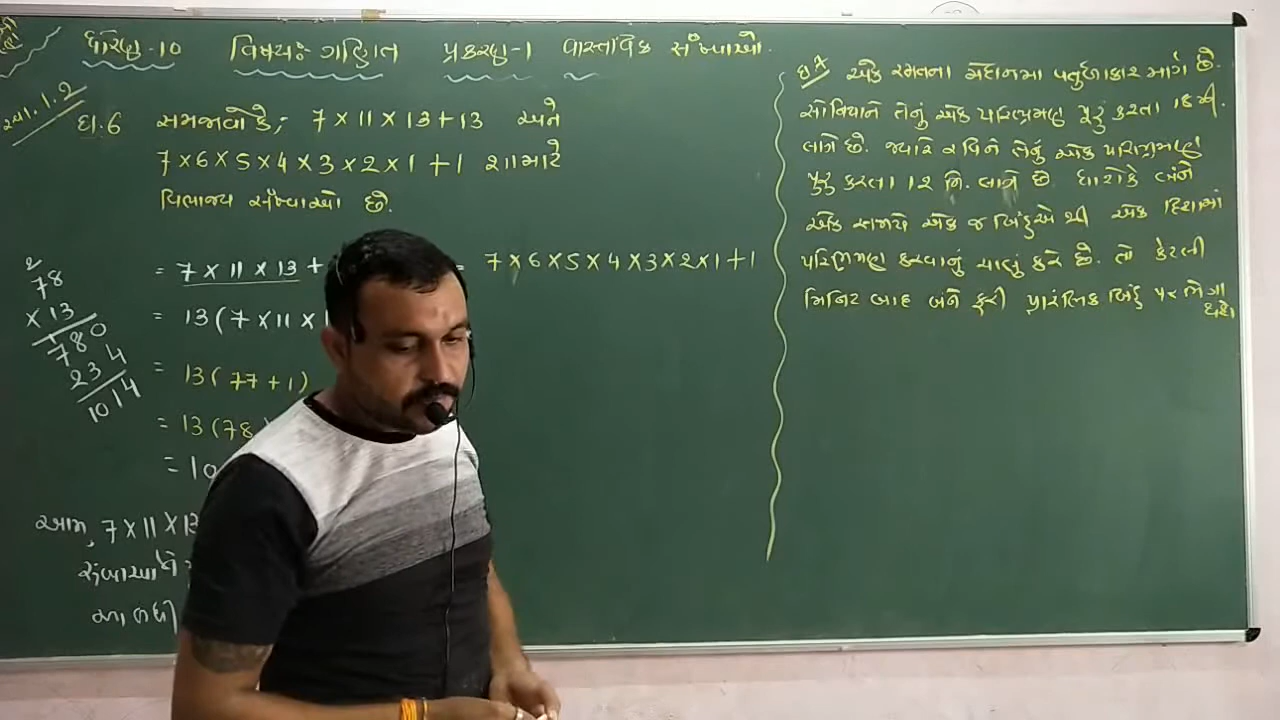 ધોરણ-10 વિષય: ગણિત પ્રકરણ-1 વાસ્તવિક સંખ્યાઓ.
સ્વા.1.2
દા.6 સમજાવો કે; 7×11×13+13 અને
7×6×5×4×3×2×1+1 શા માટે
વિભાજ્ય સંખ્યાઓ છે.
= 7×11×13+
= 13(7×11×1
= 13(77+1)
= 13(78
= 10
આમ, 7×11×13
2
78
×13
780
234
1014
= 7×6×5×4×3×2×1+1
દા.7 એક રમતના મેદાનમાં વર્તુળાકાર માર્ગ છે.
સોનિયાને તેનું એક પરિભ્રમણ પૂરું કરતા 18 મી.
લાગે છે. જ્યારે રવિને તેનું એક પરિભ્રમણ
પુરુ કરતા 12 મિ. લાગે છે ધારોકે બંને
એક સમયે એક જ બિંદુએ થી એક દિશામાં
પરિભ્રમણ કરવાનું ચાલું કરે છે. તો કેટલી
મિનિટ બાદ બંને ફરી પ્રારંભિક બિંદુ પર ભેગા
થશે